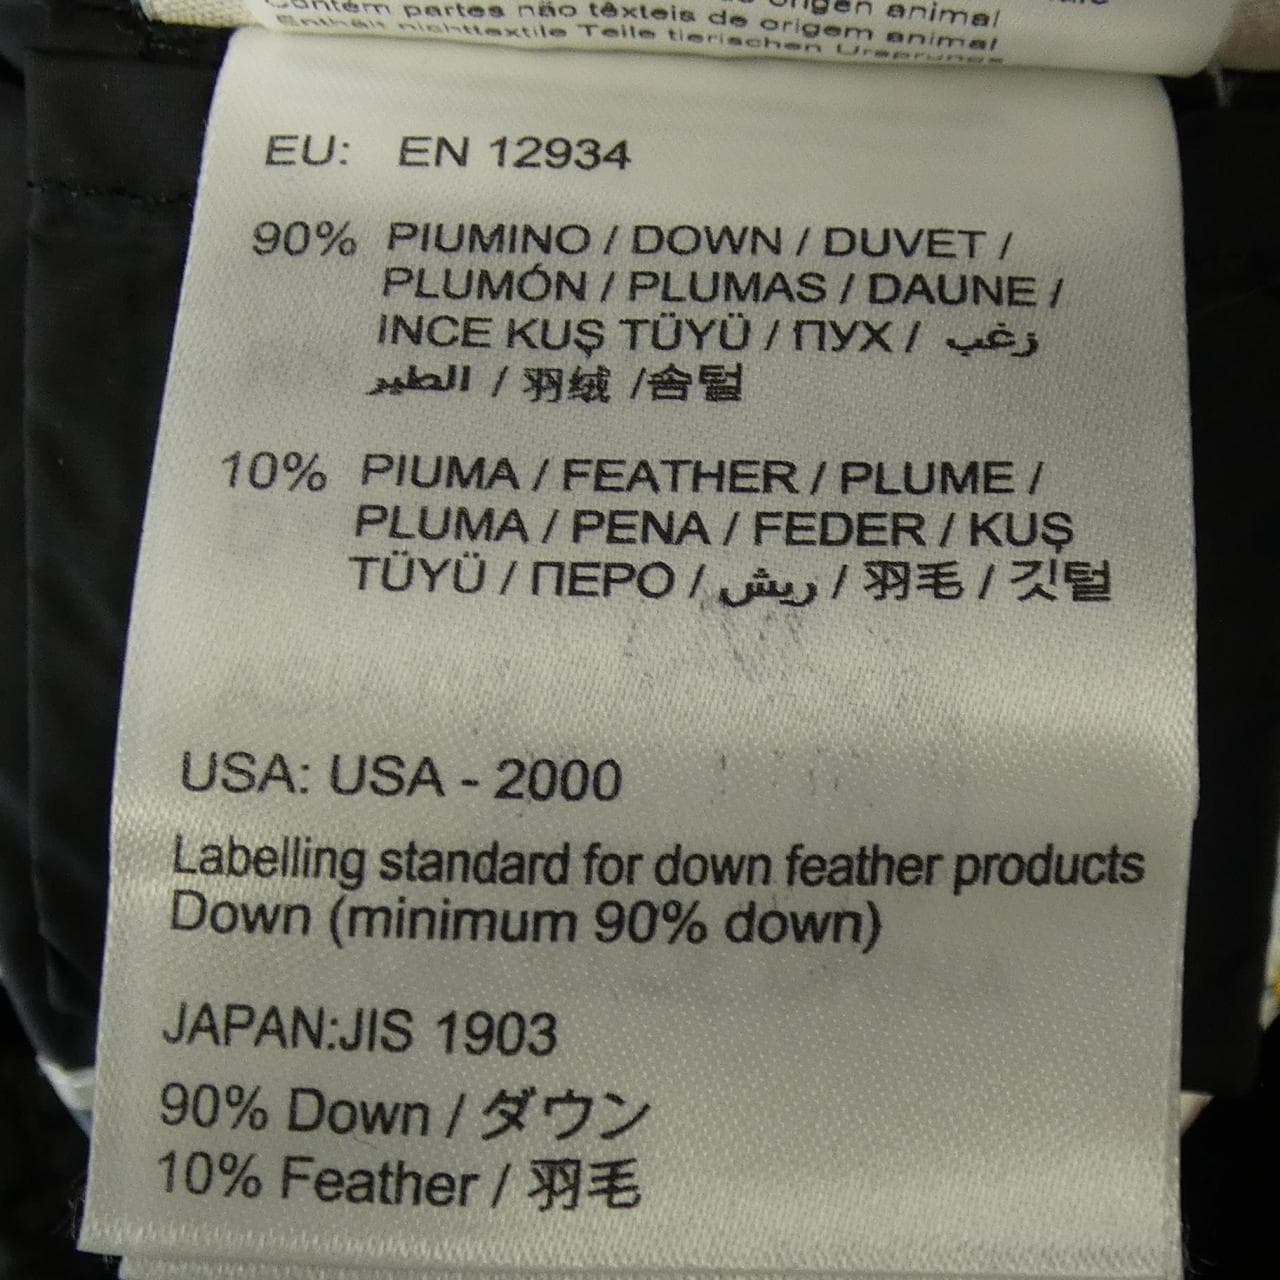 origen animal
Contém partes não têxteis de origem animal
Enthält nichttextile Teile tierischen Ursprungs
EU: EN 12934
90% PIUMINO / DOWN / DUVET /
PLUMÓN / PLUMAS / DAUNE /
INCE KUŞ TÜYÜ / ПУХ / زغب
الطير / 羽绒 /솜털
10% PIUMA / FEATHER / PLUME /
PLUMA / PENA / FEDER / KUŞ
TÜYÜ / ПЕРО / ريش / 羽毛 / 깃털
USA: USA - 2000
Labelling standard for down feather products
Down (minimum 90% down)
JAPAN:JIS 1903
90% Down / ダウン
10% Feather / 羽毛